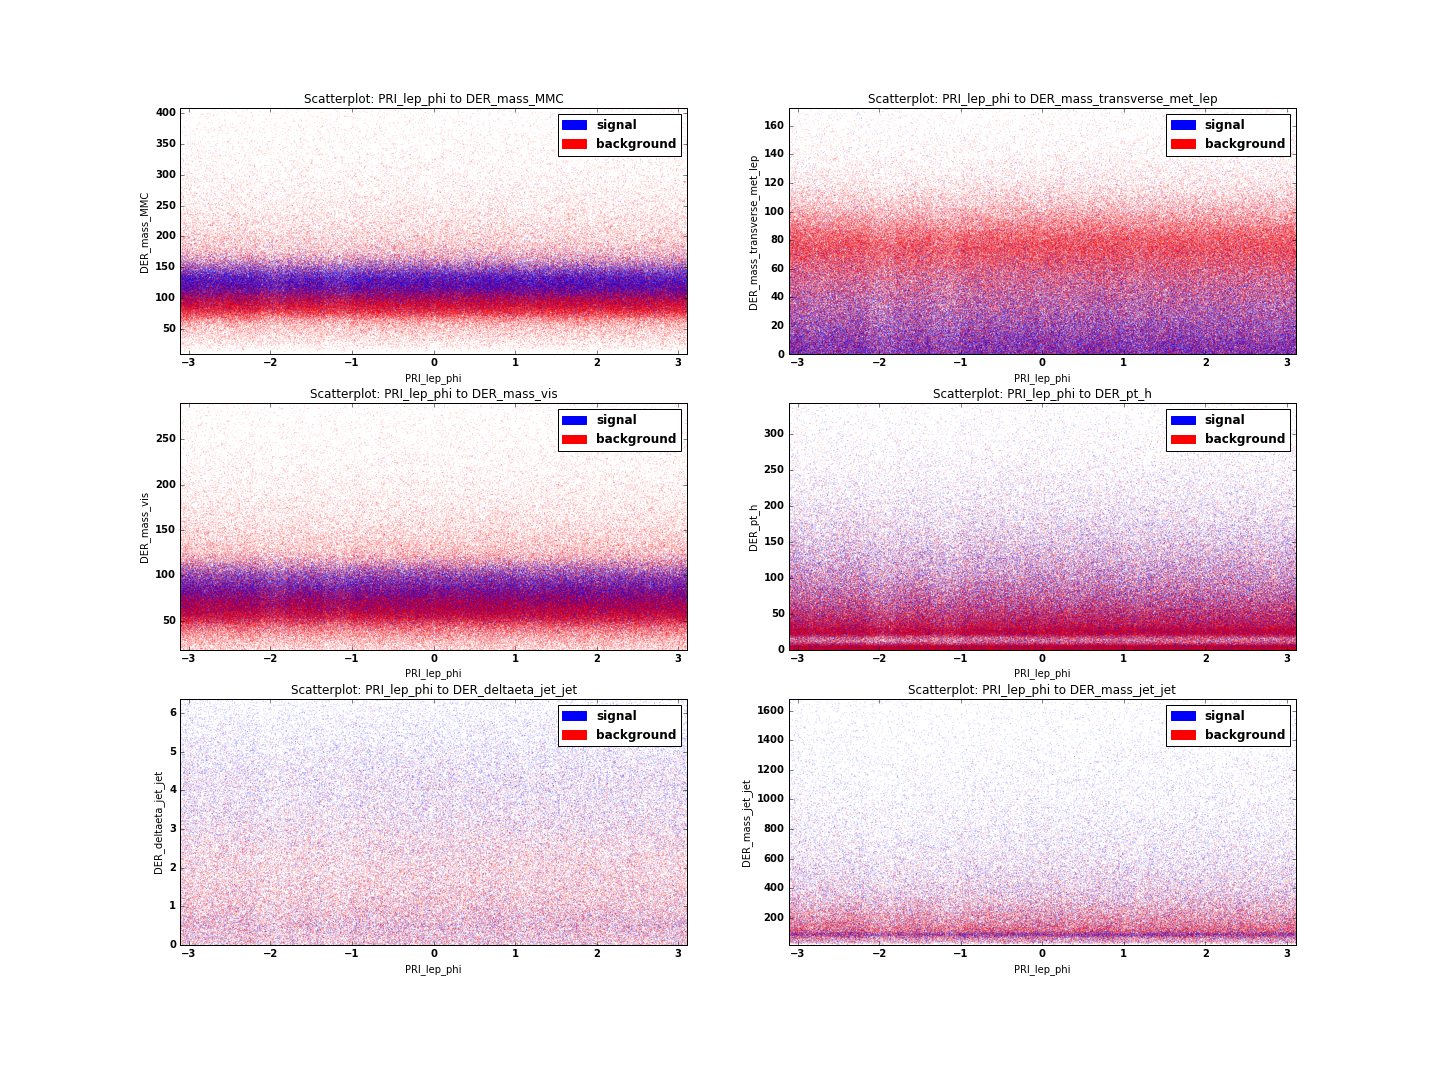 Scatterplot: PRI_lep_phi to DER_mass_MMC
400
350
300
250
200
150
100
50
DER_mass_MMC
signal
background
−3 −2 −1 0 1 2 3
PRI_lep_phi
Scatterplot: PRI_lep_phi to DER_mass_transverse_met_lep
160
140
120
100
80
60
40
20
0
DER_mass_transverse_met_lep
signal
background
−3 −2 −1 0 1 2 3
PRI_lep_phi
Scatterplot: PRI_lep_phi to DER_mass_vis
250
200
150
100
50
DER_mass_vis
signal
background
−3 −2 −1 0 1 2 3
PRI_lep_phi
Scatterplot: PRI_lep_phi to DER_pt_h
300
250
200
150
100
50
0
DER_pt_h
signal
background
−3 −2 −1 0 1 2 3
PRI_lep_phi
Scatterplot: PRI_lep_phi to DER_deltaeta_jet_jet
6
5
4
3
2
1
0
DER_deltaeta_jet_jet
signal
background
−3 −2 −1 0 1 2 3
PRI_lep_phi
Scatterplot: PRI_lep_phi to DER_mass_jet_jet
1600
1400
1200
1000
800
600
400
200
DER_mass_jet_jet
signal
background
−3 −2 −1 0 1 2 3
PRI_lep_phi